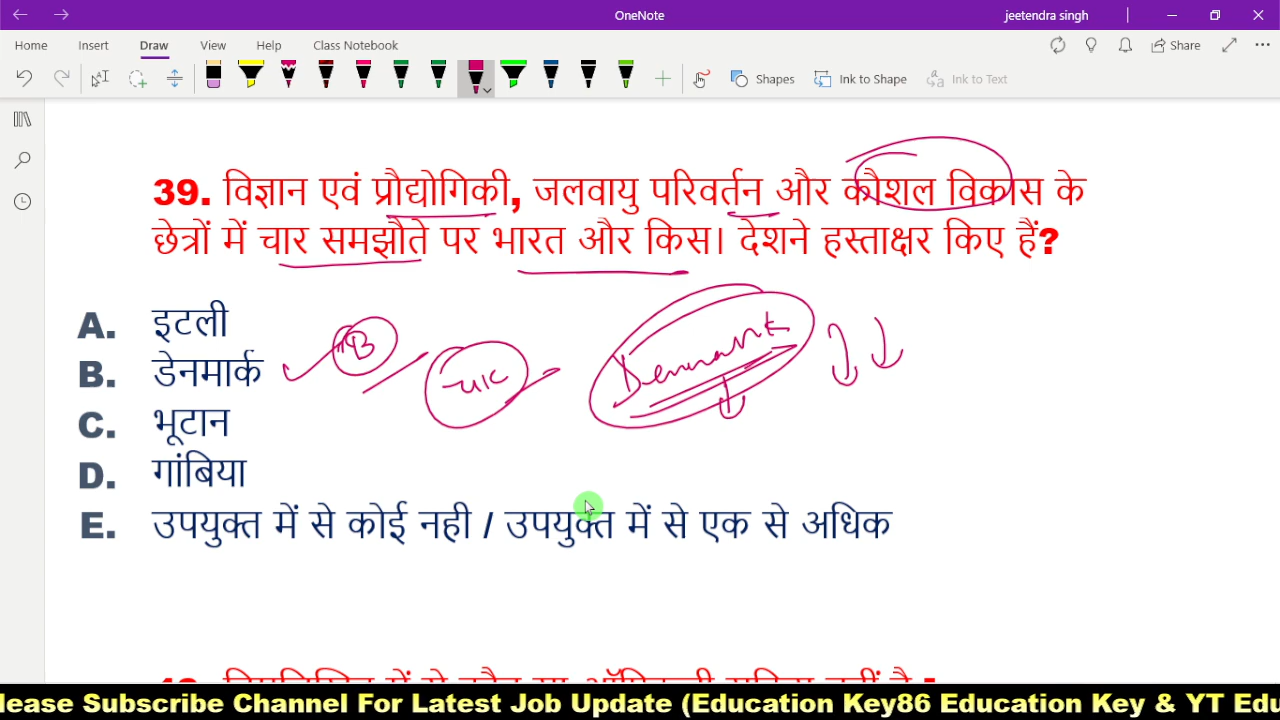 OneNote
jeetendra singh
Home Insert Draw View Help Class Notebook
Share
Shapes Ink to Shape Ink to Text
39. विज्ञान एवं प्रौद्योगिकी, जलवायु परिवर्तन और कौशल विकास के
छेत्रों में चार समझौते पर भारत और किस। देशने हस्ताक्षर किए हैं?
A. इटली
B. डेनमार्क
C. भूटान
D. गांबिया
E. उपयुक्त में से कोई नही / उपयुक्त में से एक से अधिक
B
UK
Denmark
lease Subscribe Channel For Latest Job Update (Education Key86 Education Key & YT Edu